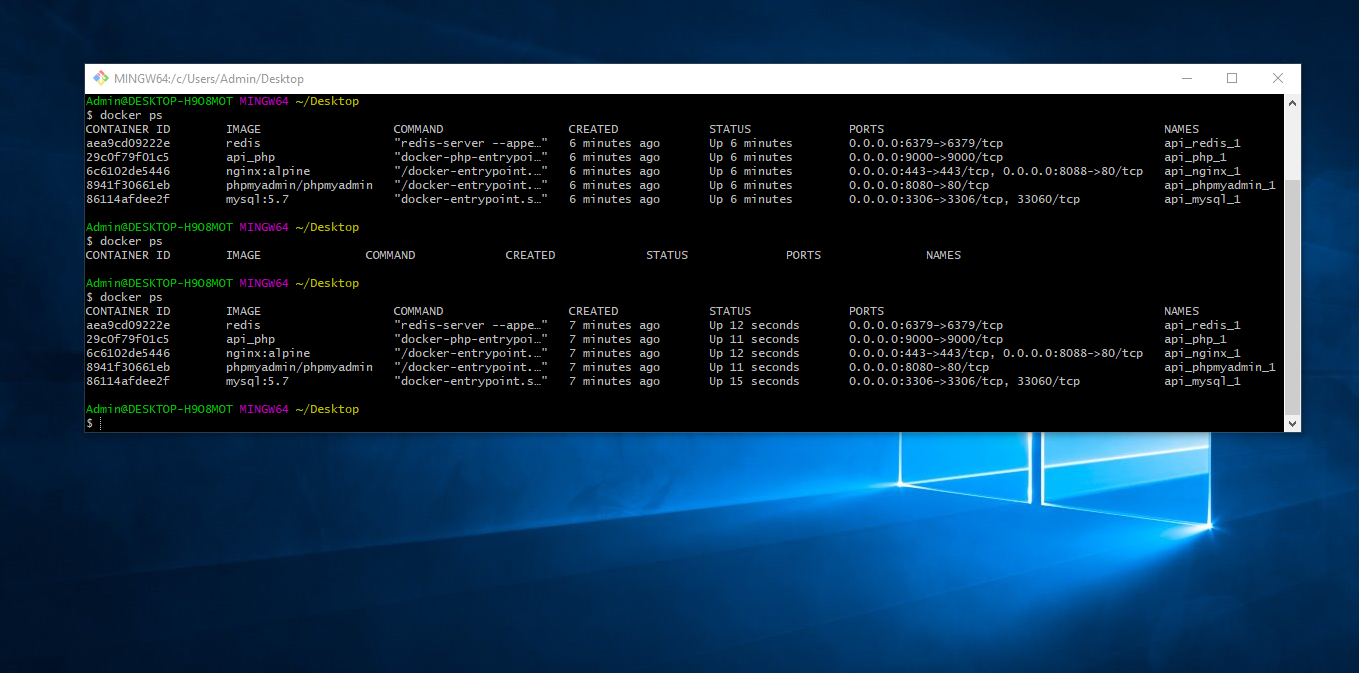 MINGW64:/c/Users/Admin/Desktop
Admin@DESKTOP-H9O8MOT MINGW64 ~/Desktop
$ docker ps
CONTAINER ID IMAGE COMMAND CREATED STATUS PORTS NAMES
aea9cd09222e redis "redis-server --appe…" 6 minutes ago Up 6 minutes 0.0.0.0:6379->6379/tcp api_redis_1
29c0f79f01c5 api_php "docker-php-entrypoi…" 6 minutes ago Up 6 minutes 0.0.0.0:9000->9000/tcp api_php_1
6c6102de5446 nginx:alpine "/docker-entrypoint.…" 6 minutes ago Up 6 minutes 0.0.0.0:443->443/tcp, 0.0.0.0:8088->80/tcp api_nginx_1
8941f30661eb phpmyadmin/phpmyadmin "/docker-entrypoint.…" 6 minutes ago Up 6 minutes 0.0.0.0:8080->80/tcp api_phpmyadmin_1
86114afdee2f mysql:5.7 "docker-entrypoint.s…" 6 minutes ago Up 6 minutes 0.0.0.0:3306->3306/tcp, 33060/tcp api_mysql_1
Admin@DESKTOP-H9O8MOT MINGW64 ~/Desktop
$ docker ps
CONTAINER ID IMAGE COMMAND CREATED STATUS PORTS NAMES
Admin@DESKTOP-H9O8MOT MINGW64 ~/Desktop
$ docker ps
CONTAINER ID IMAGE COMMAND CREATED STATUS PORTS NAMES
aea9cd09222e redis "redis-server --appe…" 7 minutes ago Up 12 seconds 0.0.0.0:6379->6379/tcp api_redis_1
29c0f79f01c5 api_php "docker-php-entrypoi…" 7 minutes ago Up 11 seconds 0.0.0.0:9000->9000/tcp api_php_1
6c6102de5446 nginx:alpine "/docker-entrypoint.…" 7 minutes ago Up 12 seconds 0.0.0.0:443->443/tcp, 0.0.0.0:8088->80/tcp api_nginx_1
8941f30661eb phpmyadmin/phpmyadmin "/docker-entrypoint.…" 7 minutes ago Up 11 seconds 0.0.0.0:8080->80/tcp api_phpmyadmin_1
86114afdee2f mysql:5.7 "docker-entrypoint.s…" 7 minutes ago Up 15 seconds 0.0.0.0:3306->3306/tcp, 33060/tcp api_mysql_1
Admin@DESKTOP-H9O8MOT MINGW64 ~/Desktop
$